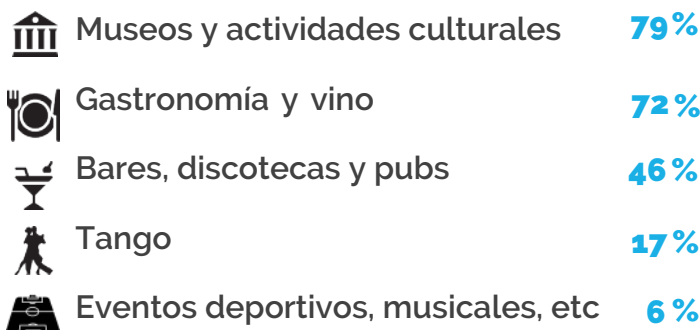 Museos y actividades culturales 79 %
Gastronomía y vino 72 %
Bares, discotecas y pubs 46 %
Tango 17 %
Eventos deportivos, musicales, etc 6 %